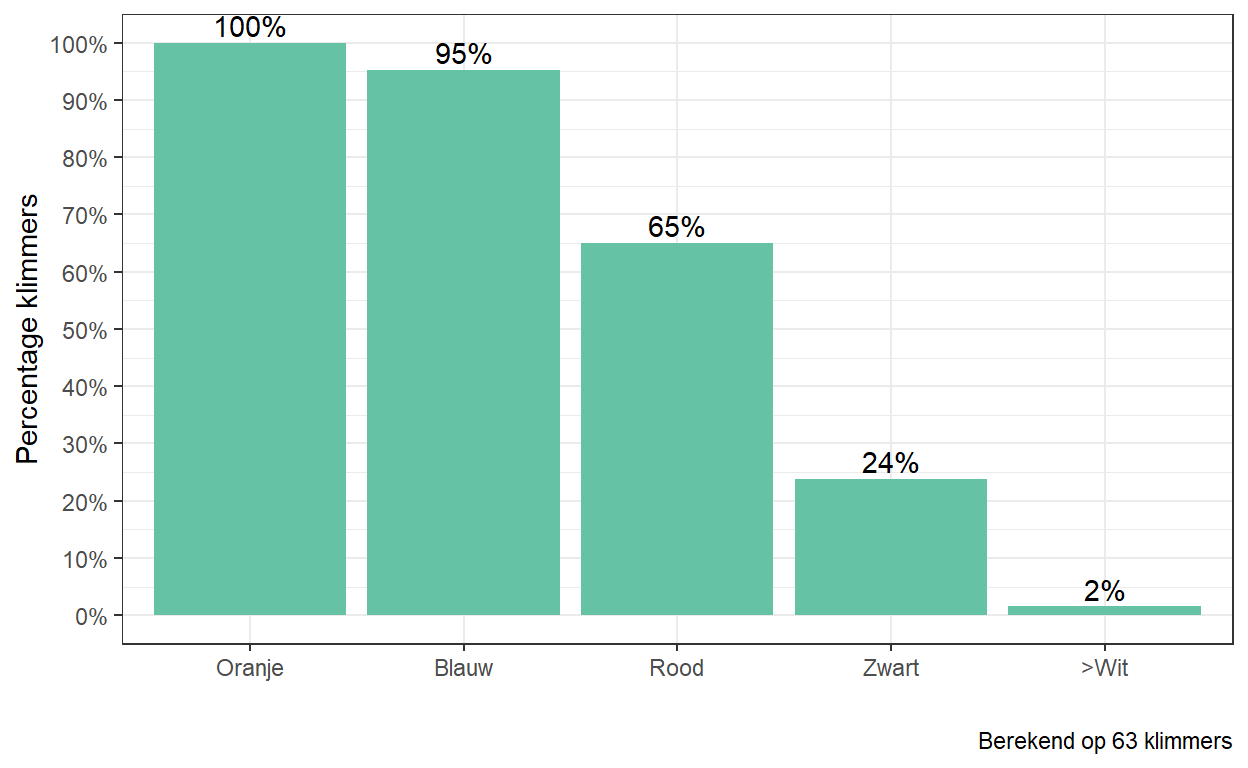 100%
95%
65%
24%
2%
100%
90%
80%
70%
60%
50%
40%
30%
20%
10%
0%
Percentage klimmers
Oranje
Blauw
Rood
Zwart
>Wit
Berekend op 63 klimmers